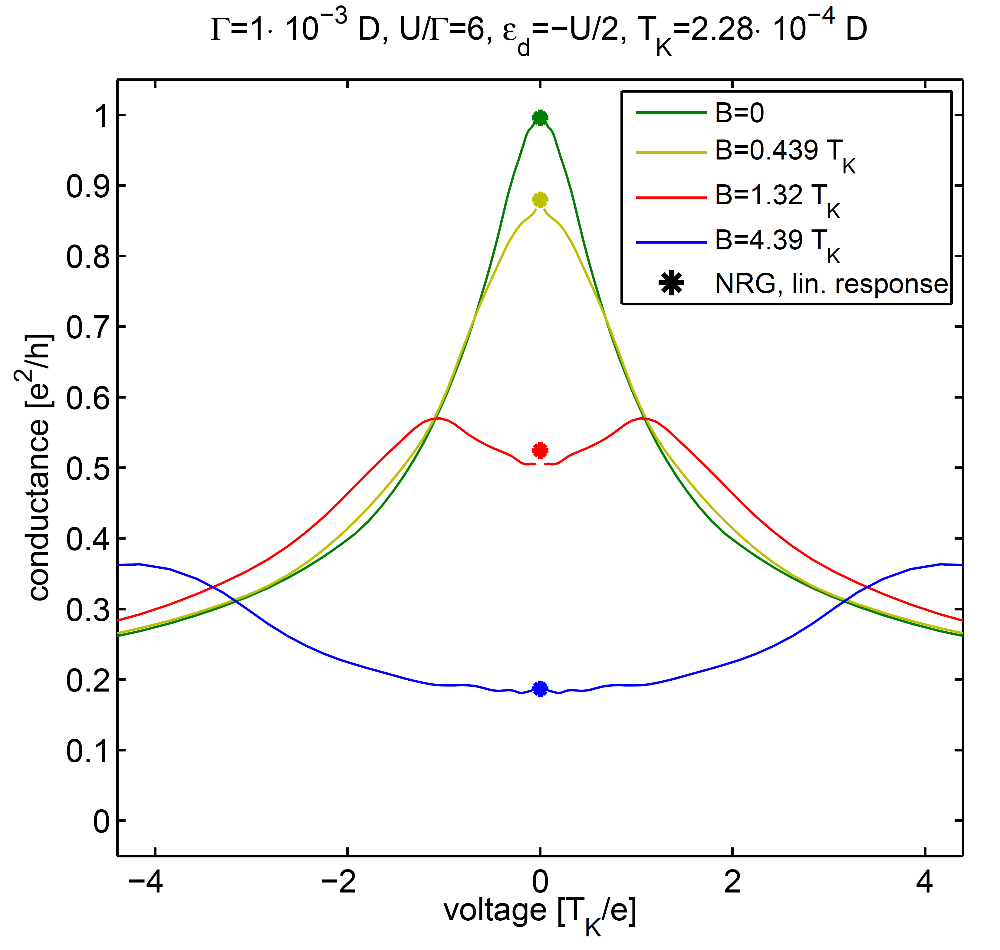 Γ=1· 10⁻³ D, U/Γ=6, ε_d=−U/2, T_K=2.28· 10⁻⁴ D
B=0
B=0.439 T_K
B=1.32 T_K
B=4.39 T_K
NRG, lin. response
conductance [e²/h]
1
0.9
0.8
0.7
0.6
0.5
0.4
0.3
0.2
0.1
0
−4 −2 0 2 4
voltage [T_K/e]